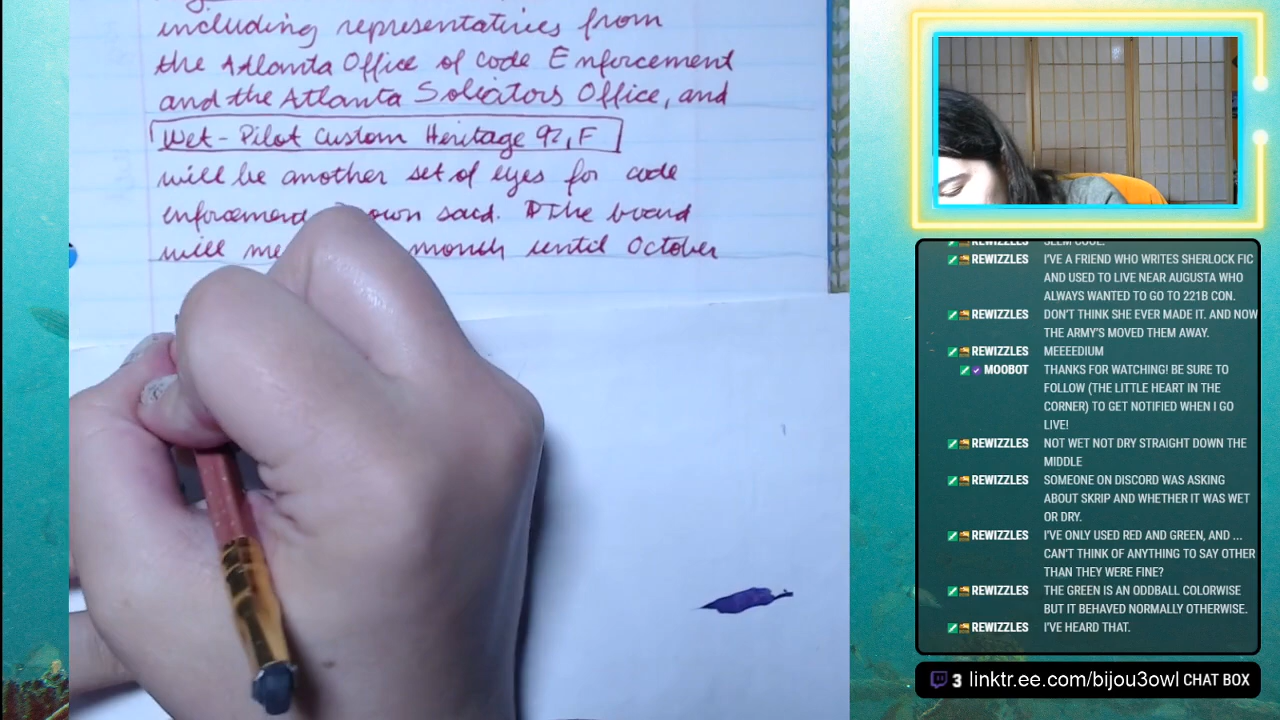 including representatives from
the Atlanta Office of code Enforcement
and the Atlanta Solicitors Office, and
Wet-Pilot Custom Heritage 92, F
will be another set of eyes for code
said. The board
will month until October
REWIZZLES SEEM COOL.
REWIZZLES I'VE A FRIEND WHO WRITES SHERLOCK FIC
AND USED TO LIVE NEAR AUGUSTA WHO
ALWAYS WANTED TO GO TO 221B CON.
REWIZZLES DON'T THINK SHE EVER MADE IT. AND NOW
THE ARMY'S MOVED THEM AWAY.
REWIZZLES MEEEEDIUM
MOOBOT THANKS FOR WATCHING! BE SURE TO
FOLLOW (THE LITTLE HEART IN THE
CORNER) TO GET NOTIFIED WHEN I GO
LIVE!
REWIZZLES NOT WET NOT DRY STRAIGHT DOWN THE
MIDDLE
REWIZZLES SOMEONE ON DISCORD WAS ASKING
ABOUT SKRIP AND WHETHER IT WAS WET
OR DRY.
REWIZZLES I'VE ONLY USED RED AND GREEN, AND ...
CAN'T THINK OF ANYTHING TO SAY OTHER
THAN THEY WERE FINE?
REWIZZLES THE GREEN IS AN ODDBALL COLORWISE
BUT IT BEHAVED NORMALLY OTHERWISE.
REWIZZLES I'VE HEARD THAT.
3 linktr.ee.com/bijou3owl CHAT BOX